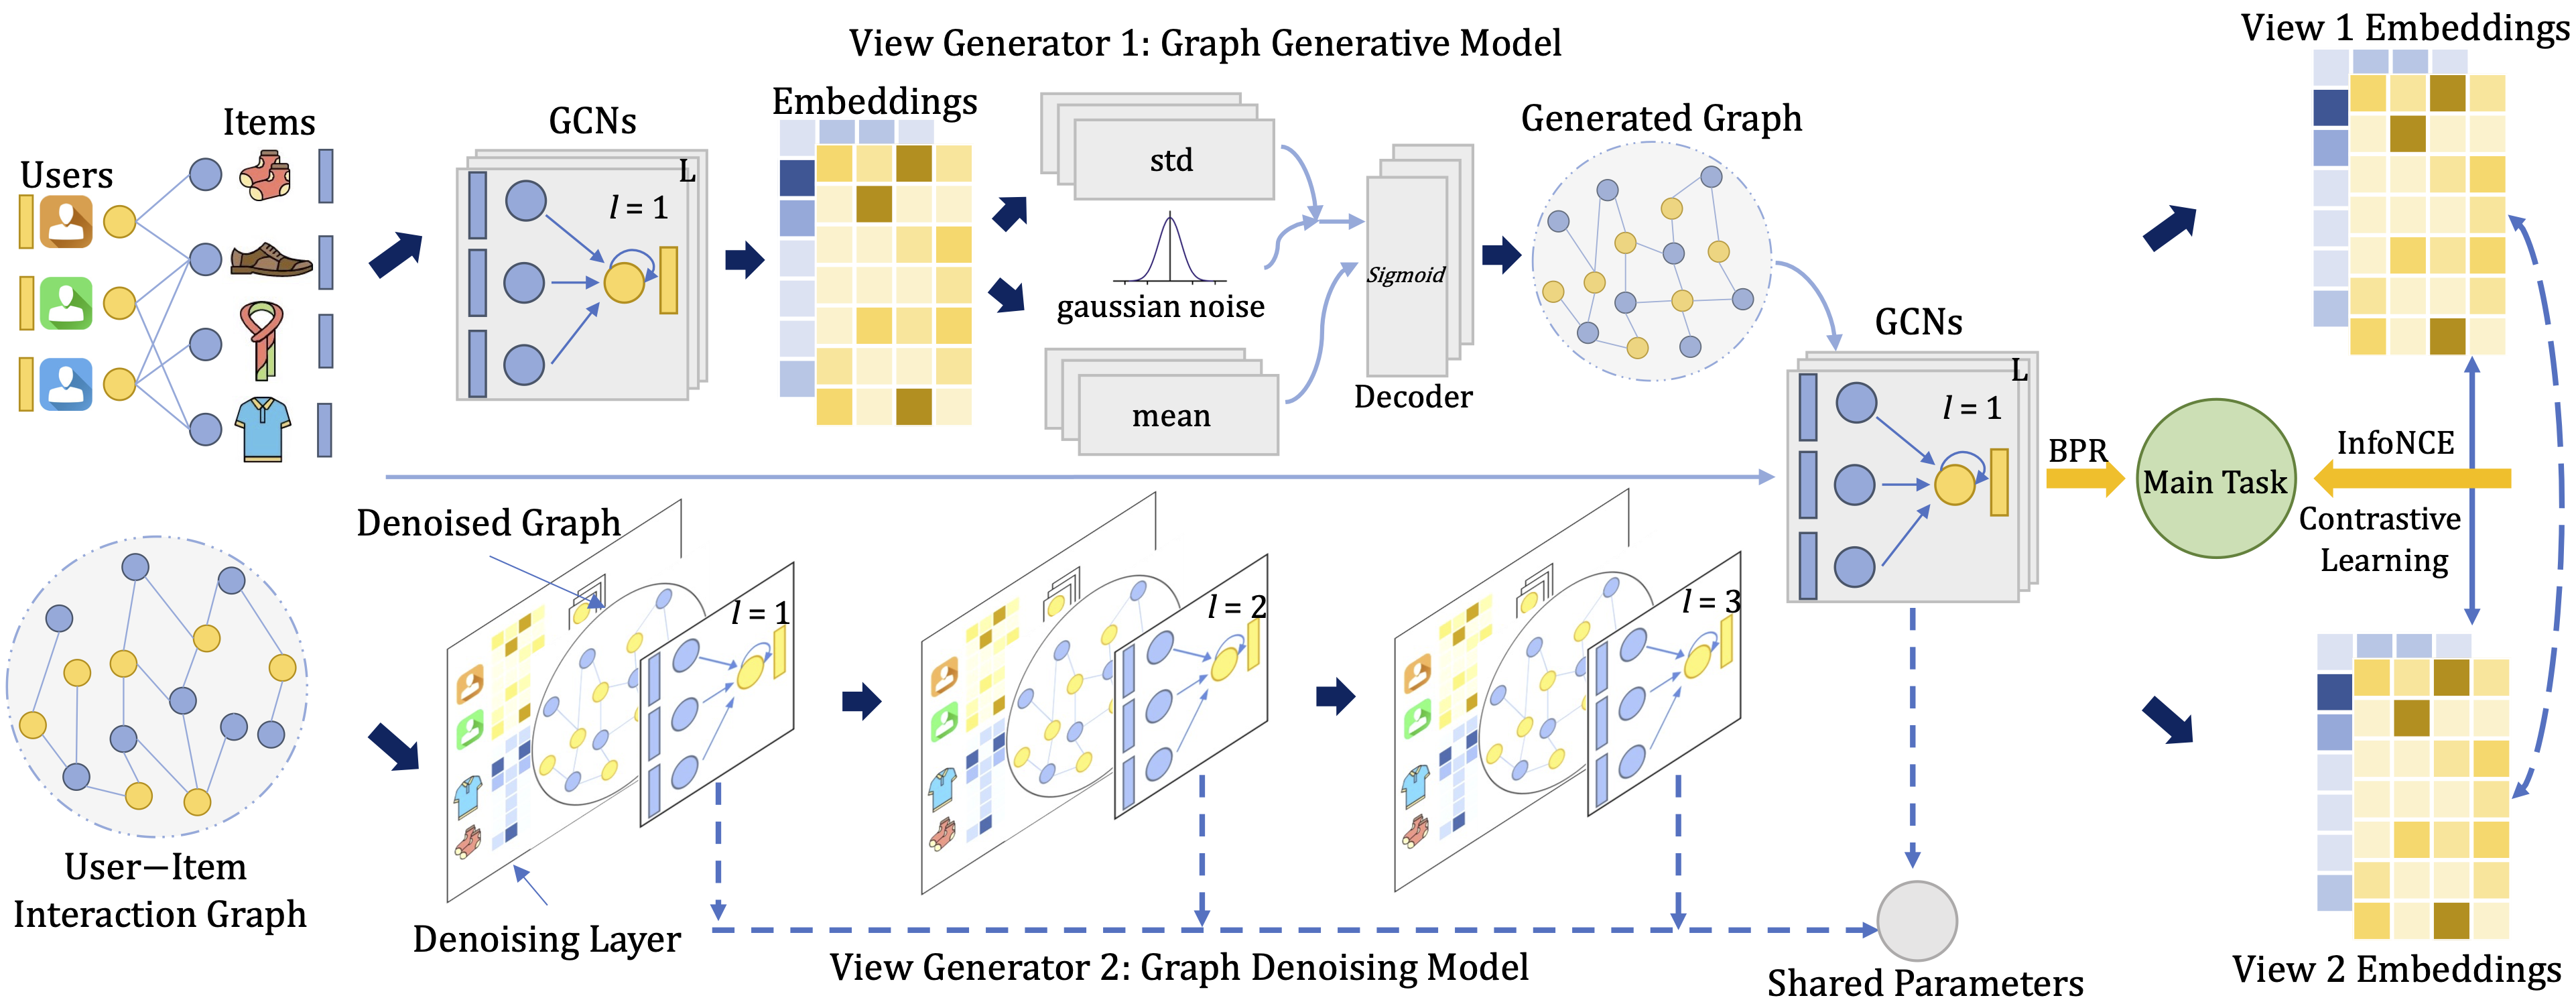 View Generator 1: Graph Generative Model
View 1 Embeddings
Users
Items
GCNs
L
l = 1
Embeddings
std
gaussian noise
mean
Sigmoid
Decoder
Generated Graph
GCNs
L
l = 1
BPR
Main Task
InfoNCE
Contrastive
Learning
User—Item
Interaction Graph
Denoised Graph
l = 1
l = 2
l = 3
Denoising Layer
View Generator 2: Graph Denoising Model
Shared Parameters
View 2 Embeddings